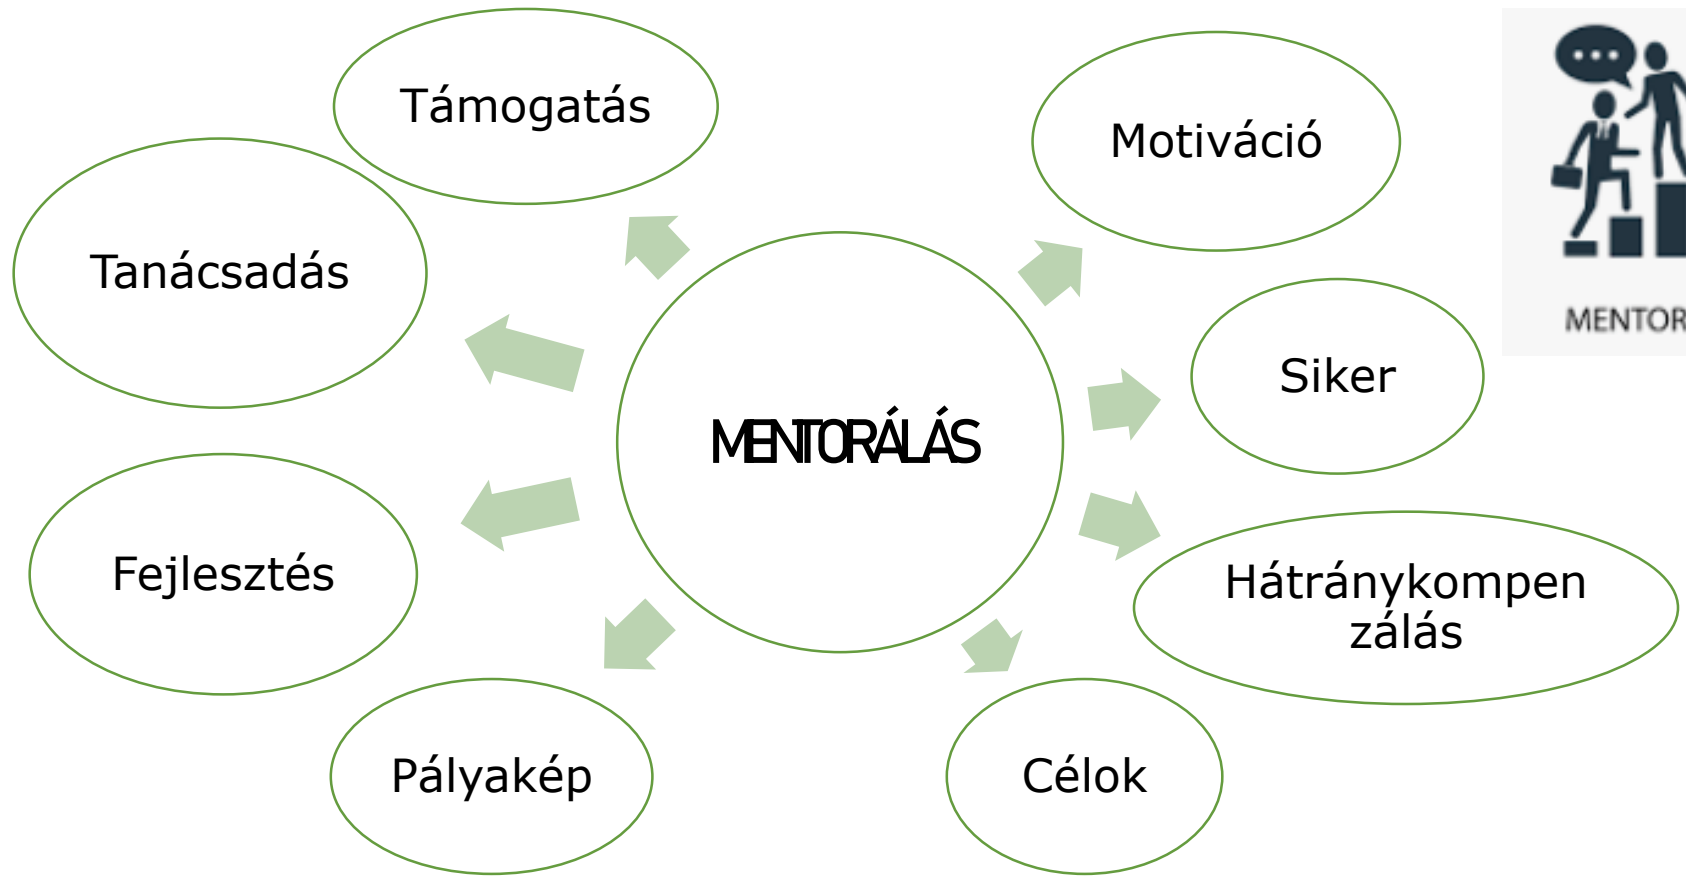 Támogatás
Motiváció
Tanácsadás
MENTOR
Siker
MENTORÁLÁS
Fejlesztés
Hátránykompen
zálás
Pályakép
Célok